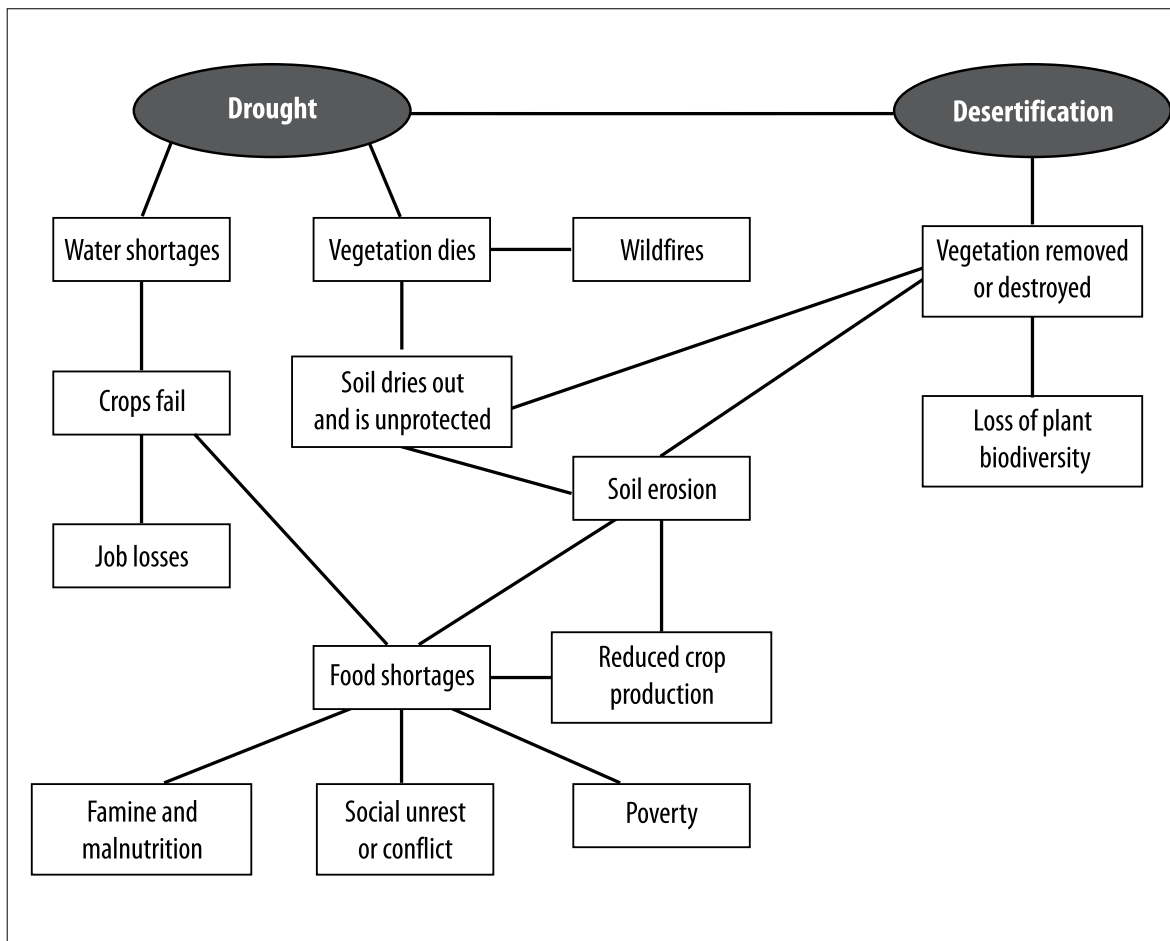 Drought
Desertification
Water shortages
Vegetation dies
Wildfires
Vegetation removed
or destroyed
Crops fail
Soil dries out
and is unprotected
Loss of plant
biodiversity
Soil erosion
Job losses
Food shortages
Reduced crop
production
Famine and
malnutrition
Social unrest
or conflict
Poverty